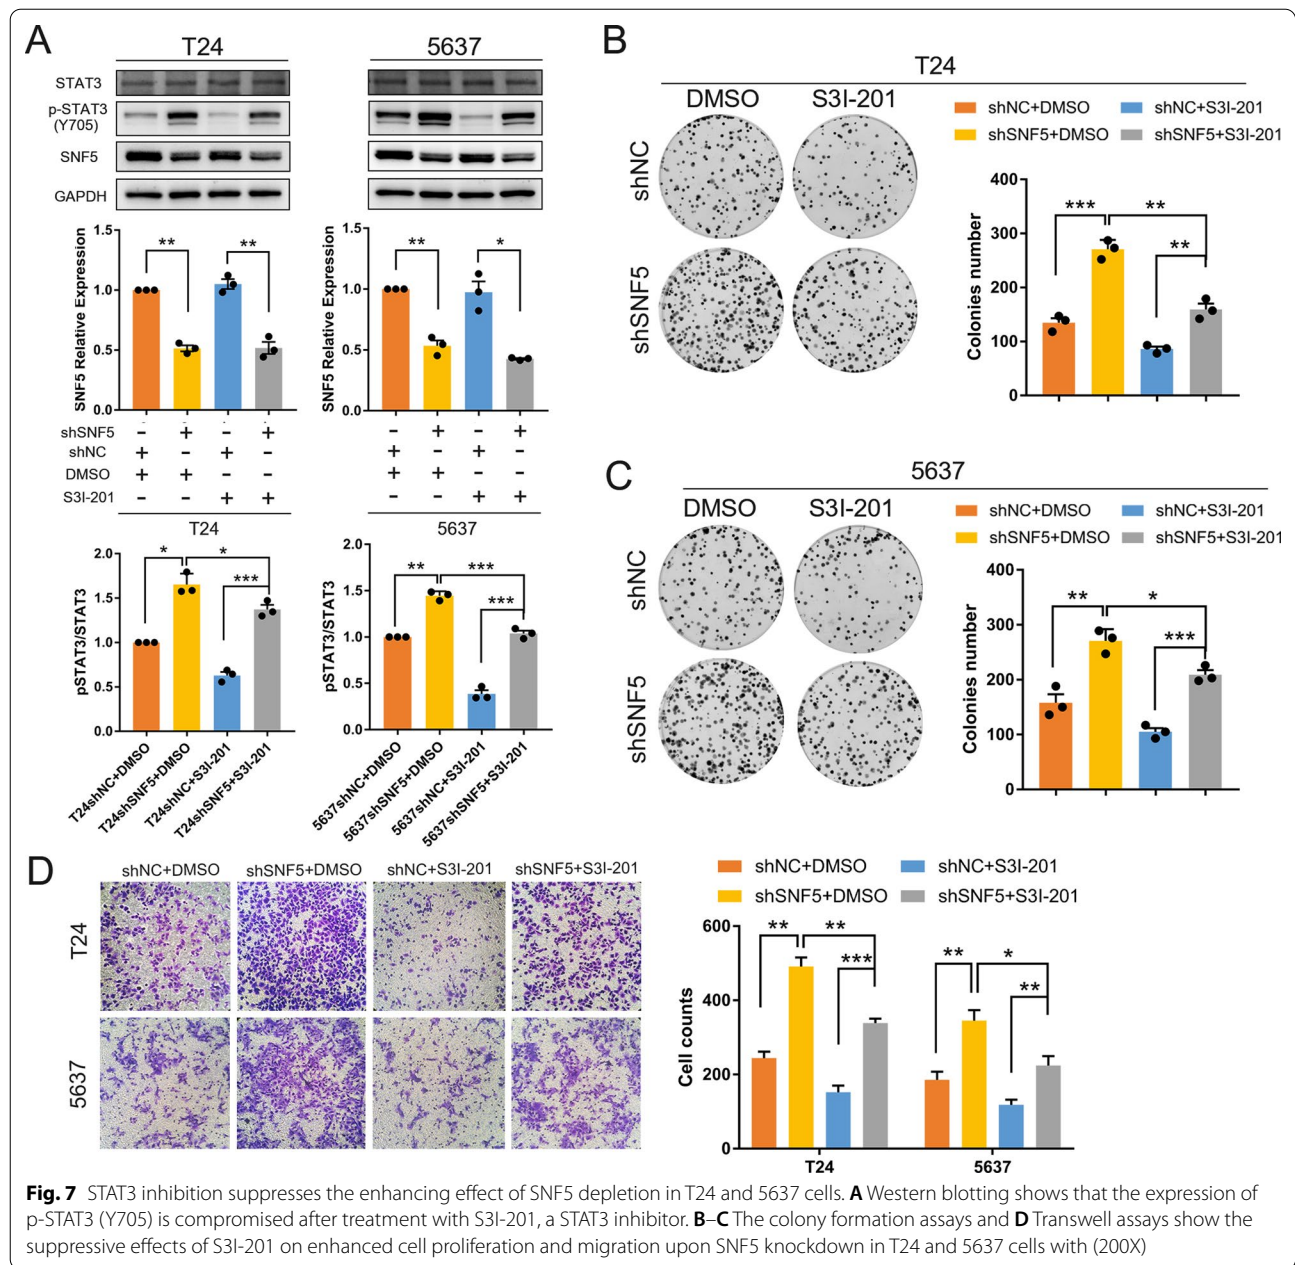 A
T24
5637
STAT3
p-STAT3
(Y705)
SNF5
GAPDH
SNF5 Relative Expression
1.5
1.0
0.5
0.0
** **
SNF5 Relative Expression
1.5
1.0
0.5
0.0
** *
shSNF5 - + - + - + - +
shNC + - + - + - + -
DMSO + + - - + + - -
S3I-201 - - + + - - + +
T24
pSTAT3/STAT3
2.0
1.5
1.0
0.5
0.0
* * ***
T24shNC+DMSO
T24shSNF5+DMSO
T24shNC+S3I-201
T24shSNF5+S3I-201
5637
pSTAT3/STAT3
2.0
1.5
1.0
0.5
0.0
** *** ***
5637shNC+DMSO
5637shSNF5+DMSO
5637shNC+S3I-201
5637shSNF5+S3I-201
B
T24
DMSO S3I-201
shNC
shSNF5
shNC+DMSO shNC+S3I-201
shSNF5+DMSO shSNF5+S3I-201
Colonies number
400
300
200
100
0
*** **
**
C
5637
DMSO S3I-201
shNC
shSNF5
shNC+DMSO shNC+S3I-201
shSNF5+DMSO shSNF5+S3I-201
Colonies number
400
300
200
100
0
** *
***
D
shNC+DMSO shSNF5+DMSO shNC+S3I-201 shSNF5+S3I-201
T24
5637
shNC+DMSO shNC+S3I-201
shSNF5+DMSO shSNF5+S3I-201
Cell counts
600
400
200
0
** ** ***
** * **
T24 5637
Fig. 7 STAT3 inhibition suppresses the enhancing effect of SNF5 depletion in T24 and 5637 cells. A Western blotting shows that the expression of
p-STAT3 (Y705) is compromised after treatment with S3I-201, a STAT3 inhibitor. B–C The colony formation assays and D Transwell assays show the
suppressive effects of S3I-201 on enhanced cell proliferation and migration upon SNF5 knockdown in T24 and 5637 cells with (200X)